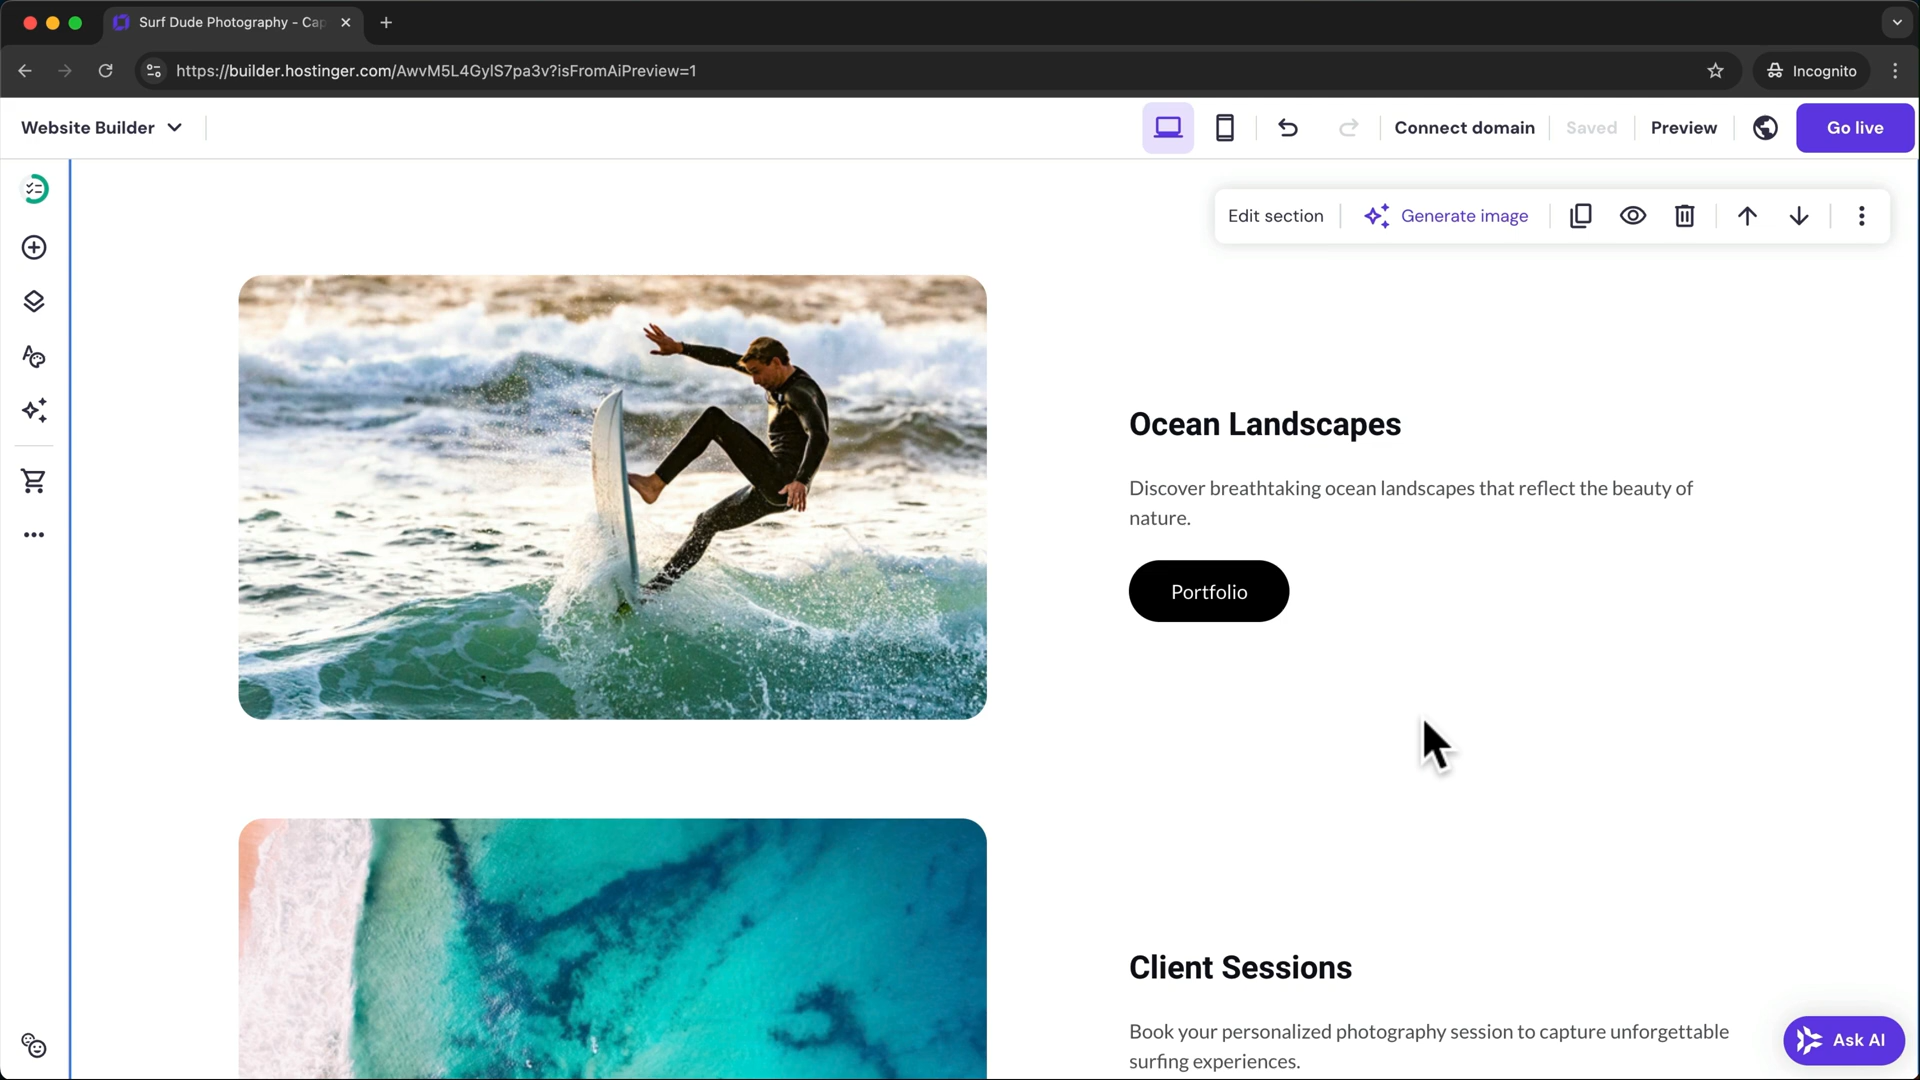 Surf Dude Photography - Cap
https://builder.hostinger.com/AwvM5L4GylS7pa3v?isFromAiPreview=1
Incognito
Website Builder
Connect domain
Saved
Preview
Go live
Edit section
Generate image
Ocean Landscapes
Discover breathtaking ocean landscapes that reflect the beauty of
nature.
Portfolio
Client Sessions
Book your personalized photography session to capture unforgettable
surfing experiences.
Ask AI